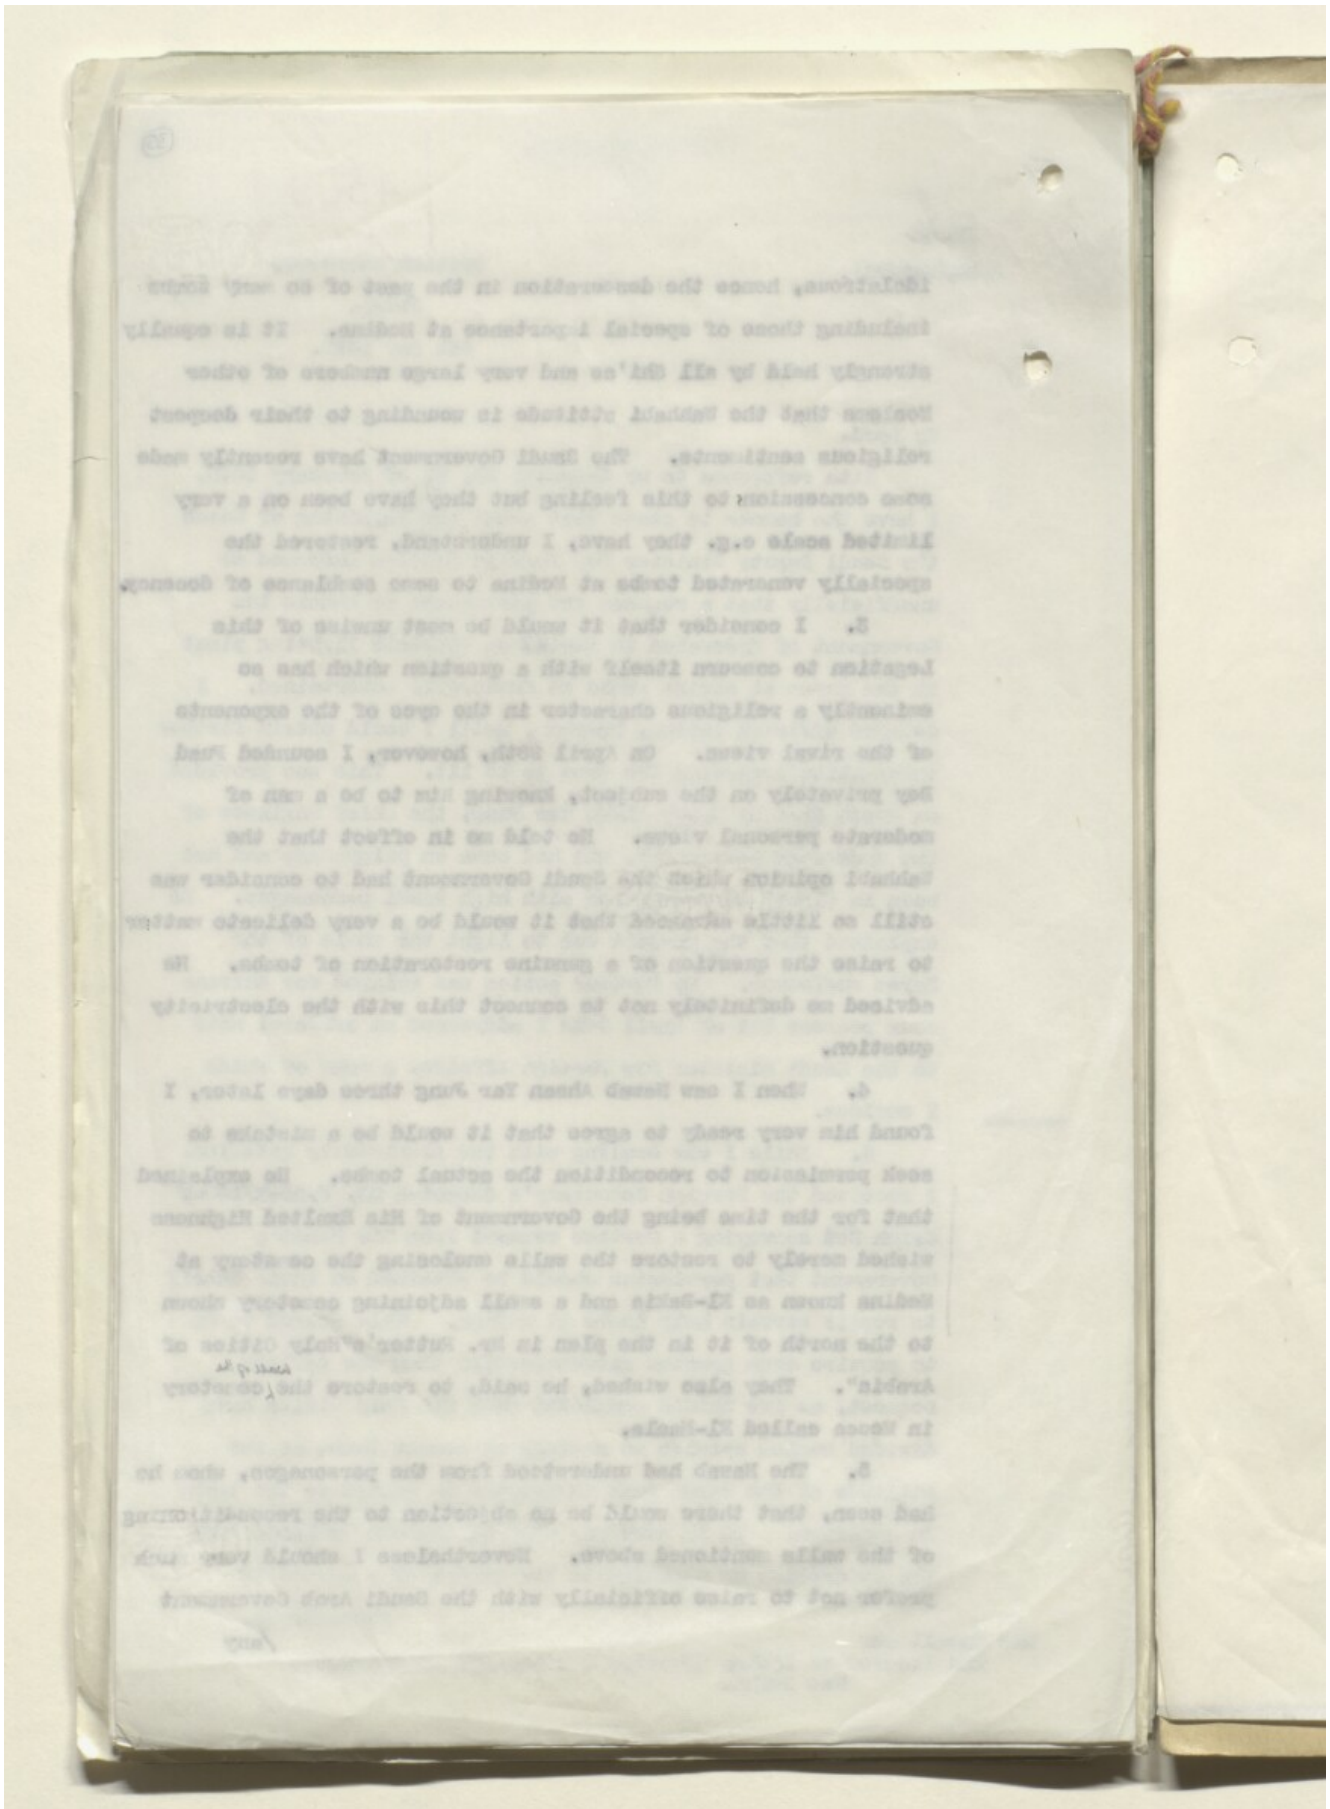 idolatrous, hence the desecration in the past of so many tombs
including those of special importance at Medina. It is equally
strongly held by all Shi'as and very large numbers of other
Moslems that the Wahhabi attitude is wounding to their deepest
religious sentiments. The Saudi Government have recently made
some concessions to this feeling but they have been on a very
limited scale e.g. they have, I understand, restored the
specially venerated tombs at Medina to some semblance of decency.
3. I consider that it would be most unwise of this
Legation to concern itself with a question which has so
eminently a religious character in the eyes of the exponents
of the rival views. On April 20th, however, I sounded Fuad
Bey privately on the subject, knowing him to be a man of
moderate personal views. He told me in effect that the
Wahhabi opinion which the Saudi Government had to consider was
still so little advanced that it would be a very delicate matter
to raise the question of a genuine restoration of tombs. He
advised me definitely not to connect this with the electricity
question.
4. When I saw Nawab Ahsan Yar Jung three days later, I
found him very ready to agree that it would be a mistake to
seek permission to recondition the actual tombs. He explained
that for the time being the Government of His Exalted Highness
wished merely to restore the walls enclosing the cemetery at
Medina known as El-Bakia and a small adjoining cemetery shown
to the north of it in the plan in Mr. Rutter's "Holy Cities of
Arabia". They also wished, he said, to restore the walls of the cemetery
in Mecca called El-Maala.
5. The Nawab had understood from the personages, whom he
had seen, that there would be no objection to the reconditioning
of the walls mentioned above. Nevertheless I should very much
prefer not to raise officially with the Saudi Arab Government
/any